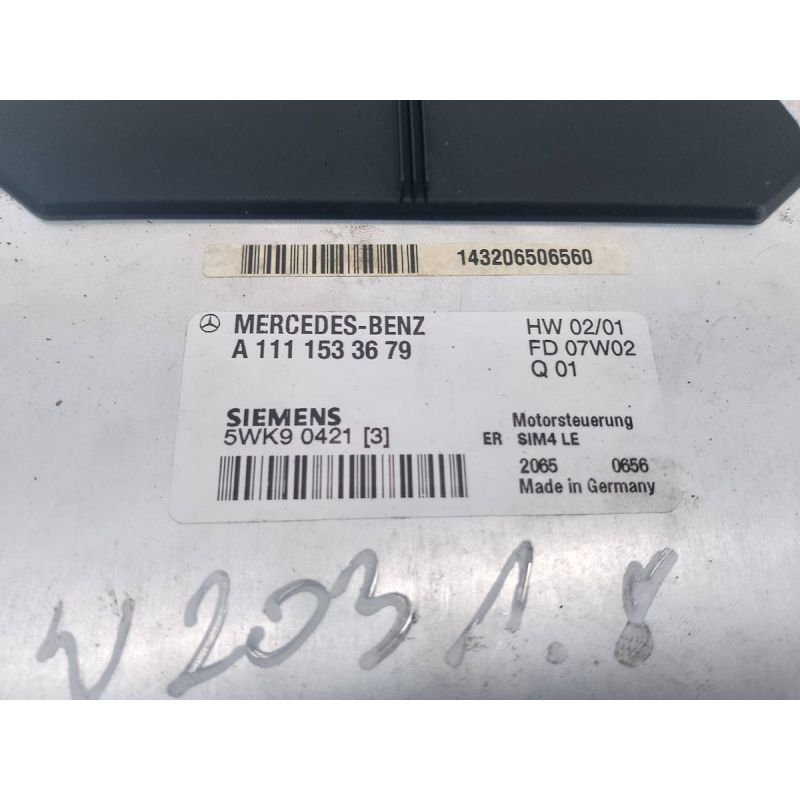 143206506560
MERCEDES-BENZ
A 111 153 36 79
HW 02/01
FD 07W02
Q 01
SIEMENS
5WK9 0421 [3]
Motorsteuerung
ER SIM4 LE
2065 0656
Made in Germany
W 203 1.8